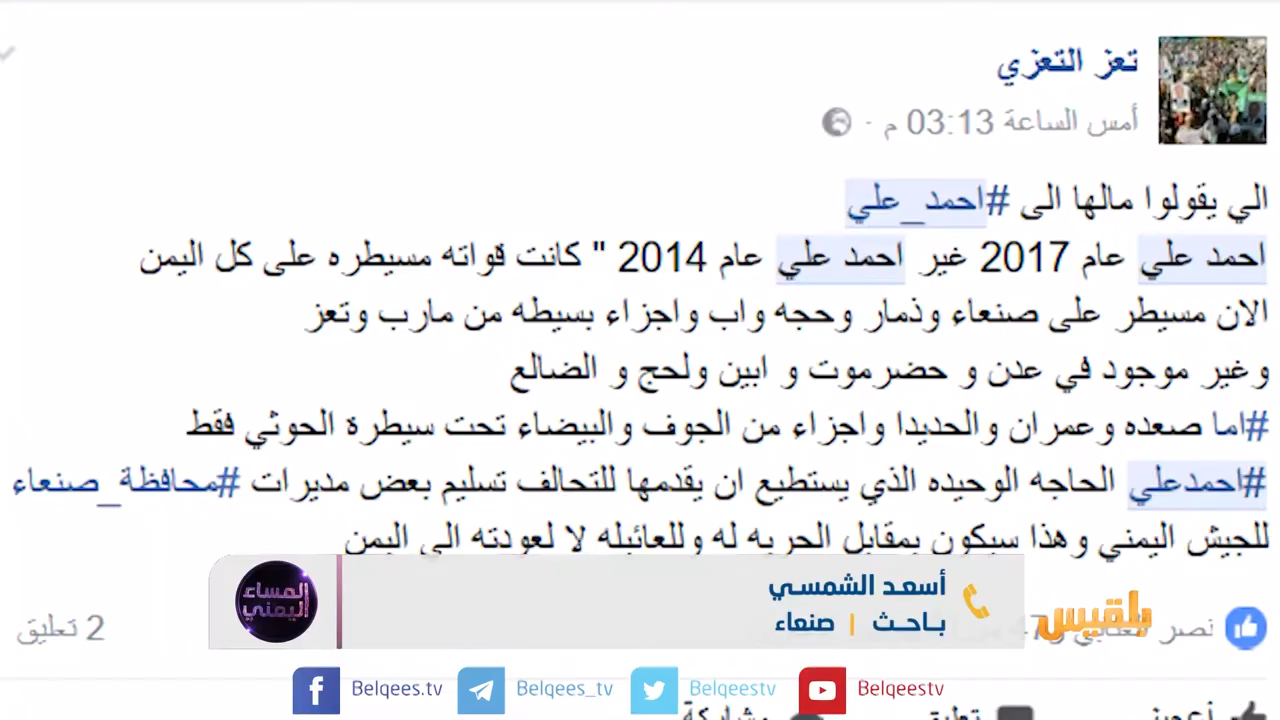 تعز التعزي
أمس الساعة 03:13 م ·
الي يقولوا مالها الى #احمد_علي
احمد علي عام 2017 غير احمد علي عام 2014 " كانت قواته مسيطره على كل اليمن
الان مسيطر على صنعاء وذمار وحجه واب واجزاء بسيطه من مارب وتعز
وغير موجود في عدن و حضرموت و ابين ولحج و الضالع
#اما صعده وعمران والحديدا واجزاء من الجوف والبيضاء تحت سيطرة الحوثي فقط
#احمدعلي الحاجه الوحيده الذي يستطيع ان يقدمها للتحالف تسليم بعض مديرات #محافظة_صنعاء
للجيش اليمني وهذا سيكون بمقابل الحريه له وللعائبله لا لعودته الى اليمن
المساء اليمني
أسعد الشمسي
باحث | صنعاء
بلقيس
نصر
2 تعليق
Belqees.tv Belqees_tv Belqeestv Belqeestv
أعجبني تعليق مشاركة